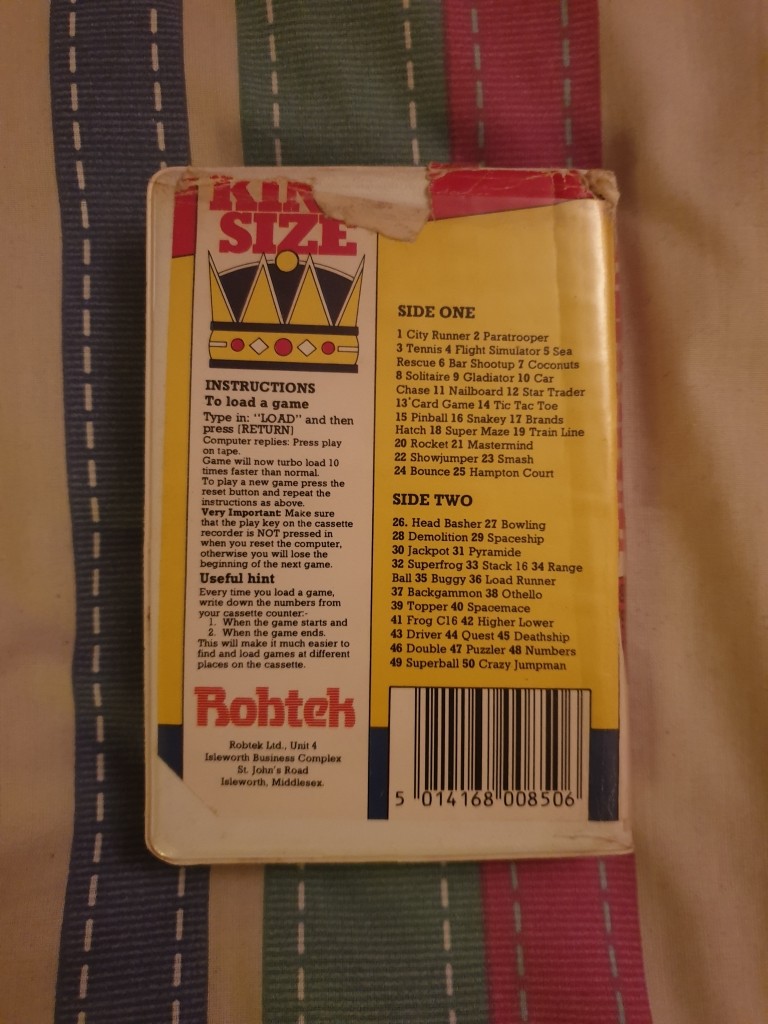 KING
SIZE
INSTRUCTIONS
To load a game
Type in: "LOAD" and then
press (RETURN)
Computer replies: Press play
on tape.
Game will now turbo load 10
times faster than normal.
To play a new game press the
reset button and repeat the
instructions as above.
Very Important: Make sure
that the play key on the cassette
recorder is NOT pressed in
when you reset the computer,
otherwise you will lose the
beginning of the next game.
Useful hint
Every time you load a game,
write down the numbers from
your cassette counter:-
1. When the game starts and
2. When the game ends.
This will make it much easier to
find and load games at different
places on the cassette.
Robtek
Robtek Ltd., Unit 4
Isleworth Business Complex
St. John's Road
Isleworth, Middlesex.
SIDE ONE
1 City Runner 2 Paratrooper
3 Tennis 4 Flight Simulator 5 Sea
Rescue 6 Bar Shootup 7 Coconuts
8 Solitaire 9 Gladiator 10 Car
Chase 11 Nailboard 12 Star Trader
13 Card Game 14 Tic Tac Toe
15 Pinball 16 Snakey 17 Brands
Hatch 18 Super Maze 19 Train Line
20 Rocket 21 Mastermind
22 Showjumper 23 Smash
24 Bounce 25 Hampton Court
SIDE TWO
26. Head Basher 27 Bowling
28 Demolition 29 Spaceship
30 Jackpot 31 Pyramide
32 Superfrog 33 Stack 16 34 Range
Ball 35 Buggy 36 Load Runner
37 Backgammon 38 Othello
39 Topper 40 Spacemace
41 Frog C16 42 Higher Lower
43 Driver 44 Quest 45 Deathship
46 Double 47 Puzzler 48 Numbers
49 Superball 50 Crazy Jumpman
5 014168 008506